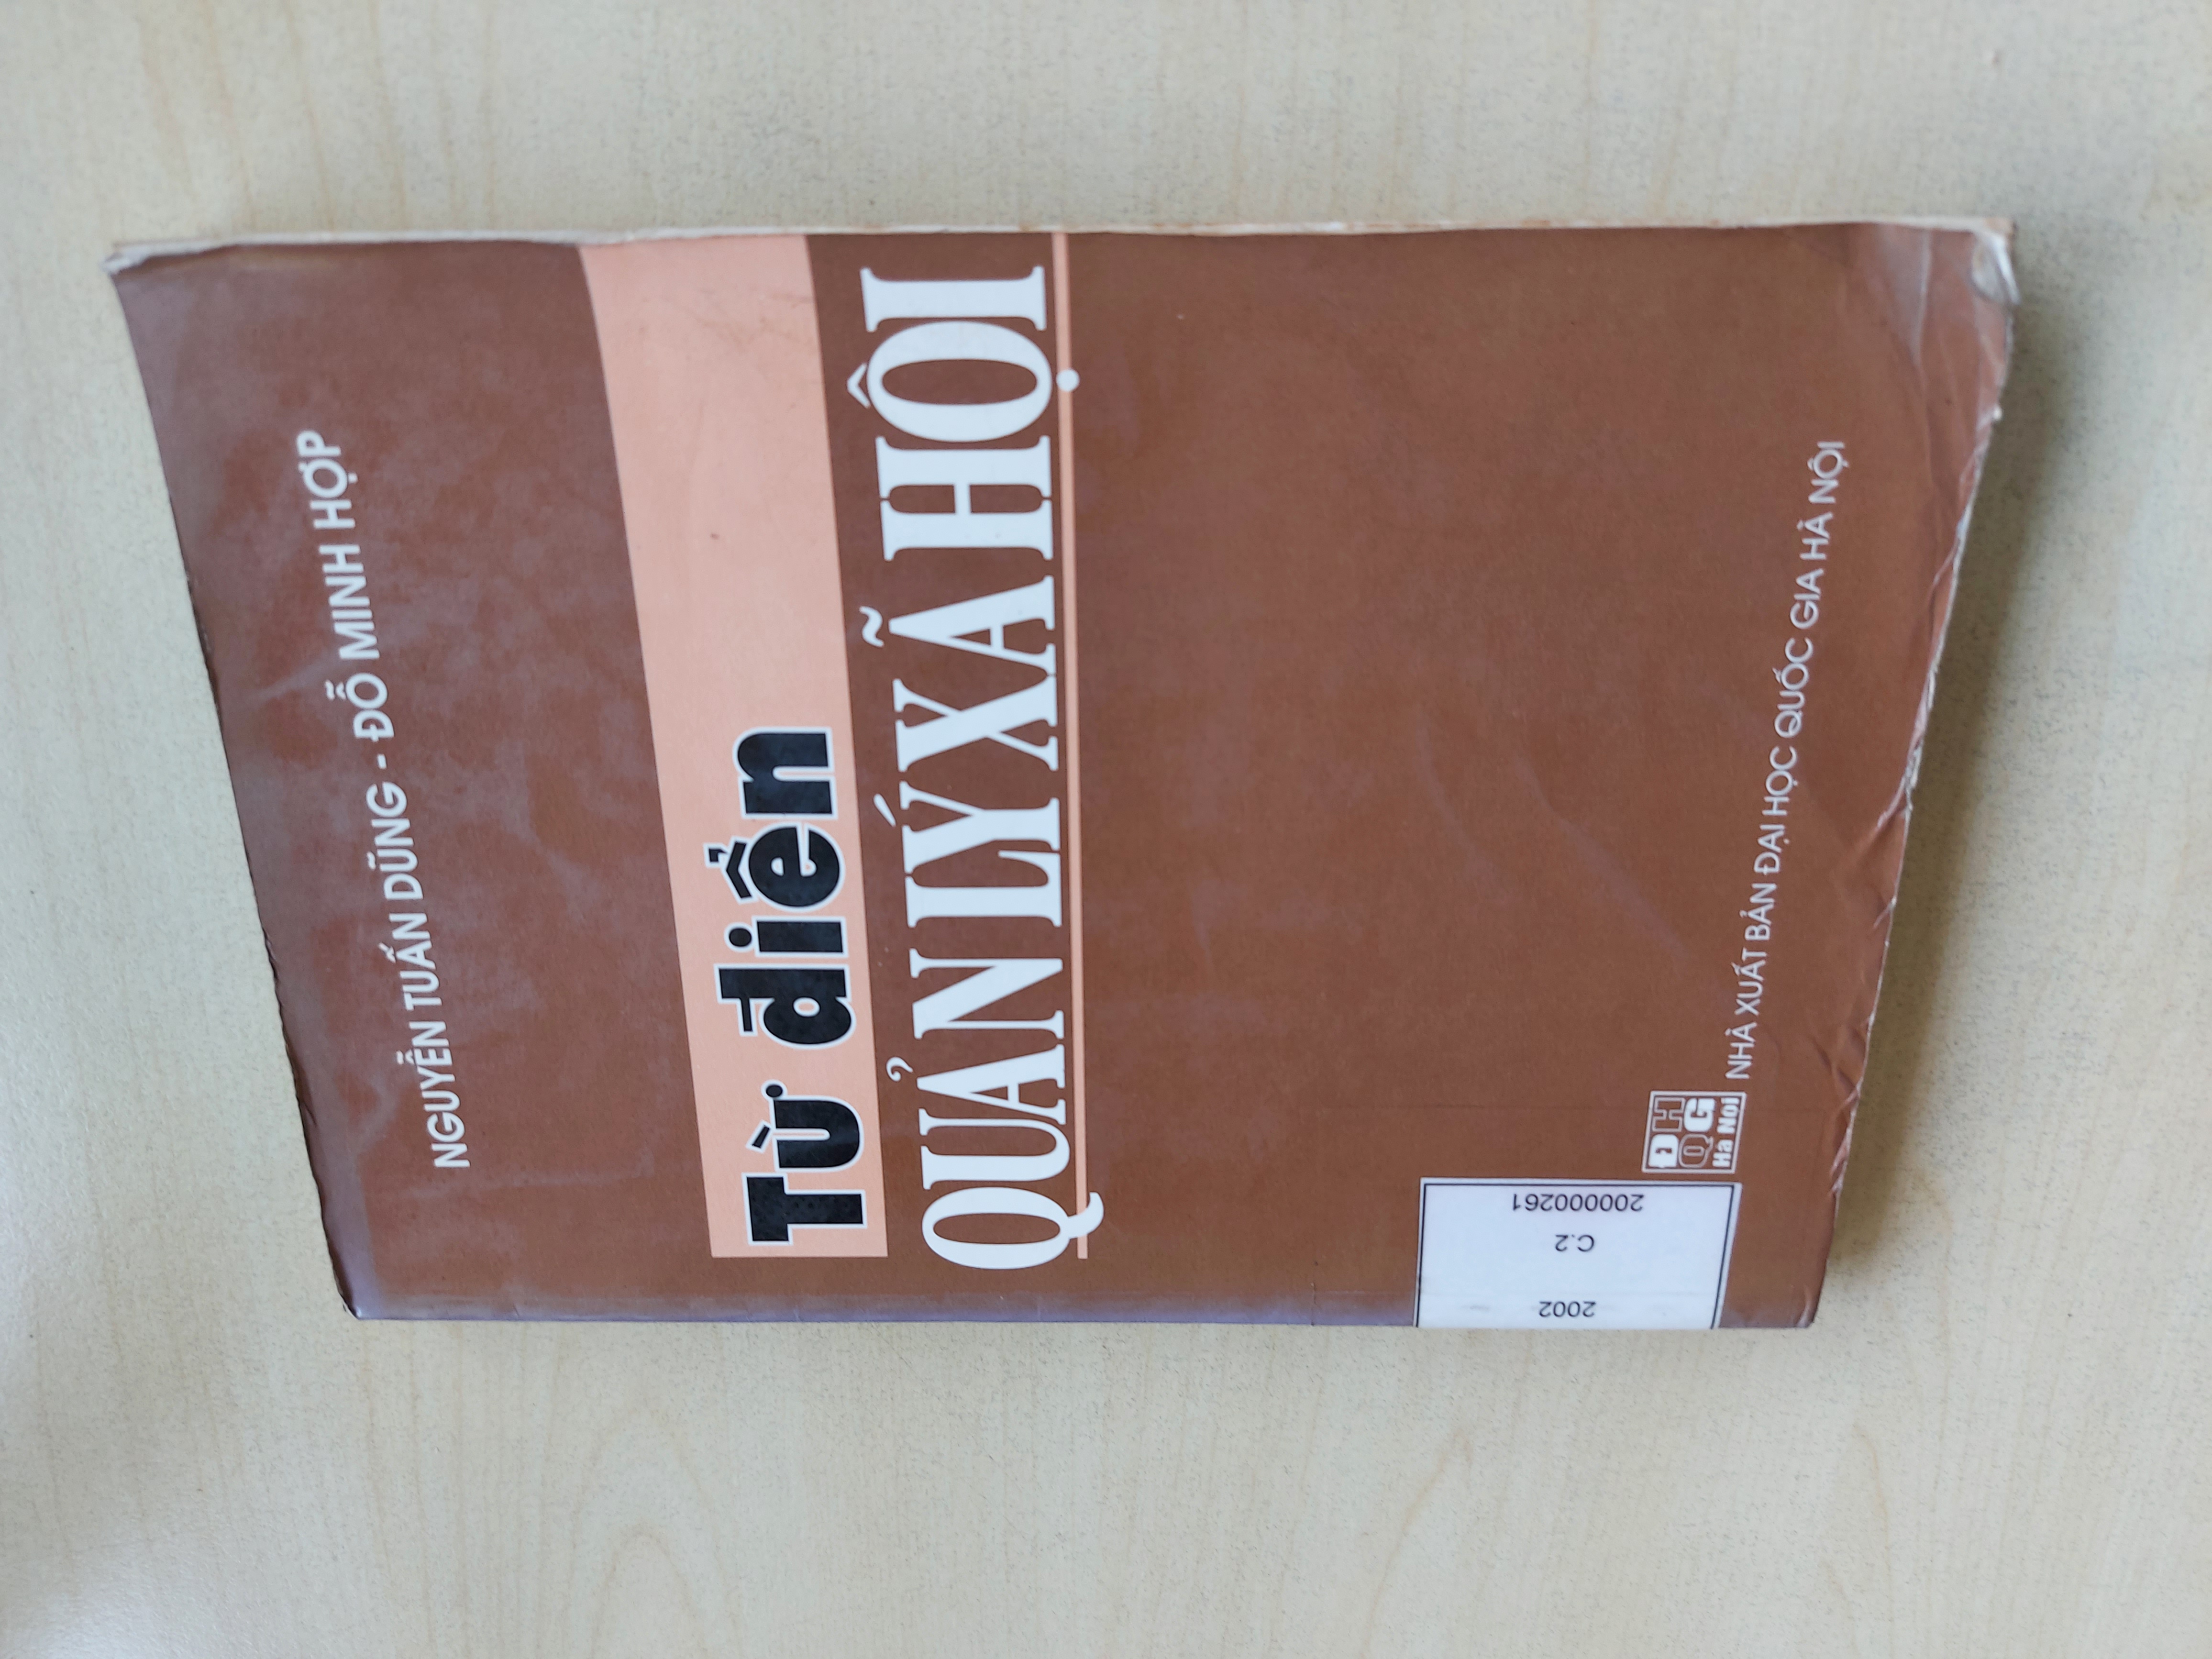 NGUYỄN TUẤN DŨNG - ĐỖ MINH HỢP
Từ điển
QUẢN LÝ XÃ HỘI
2002
C.2
200000261
ĐH
QG
Hà Nội
NHÀ XUẤT BẢN ĐẠI HỌC QUỐC GIA HÀ NỘI